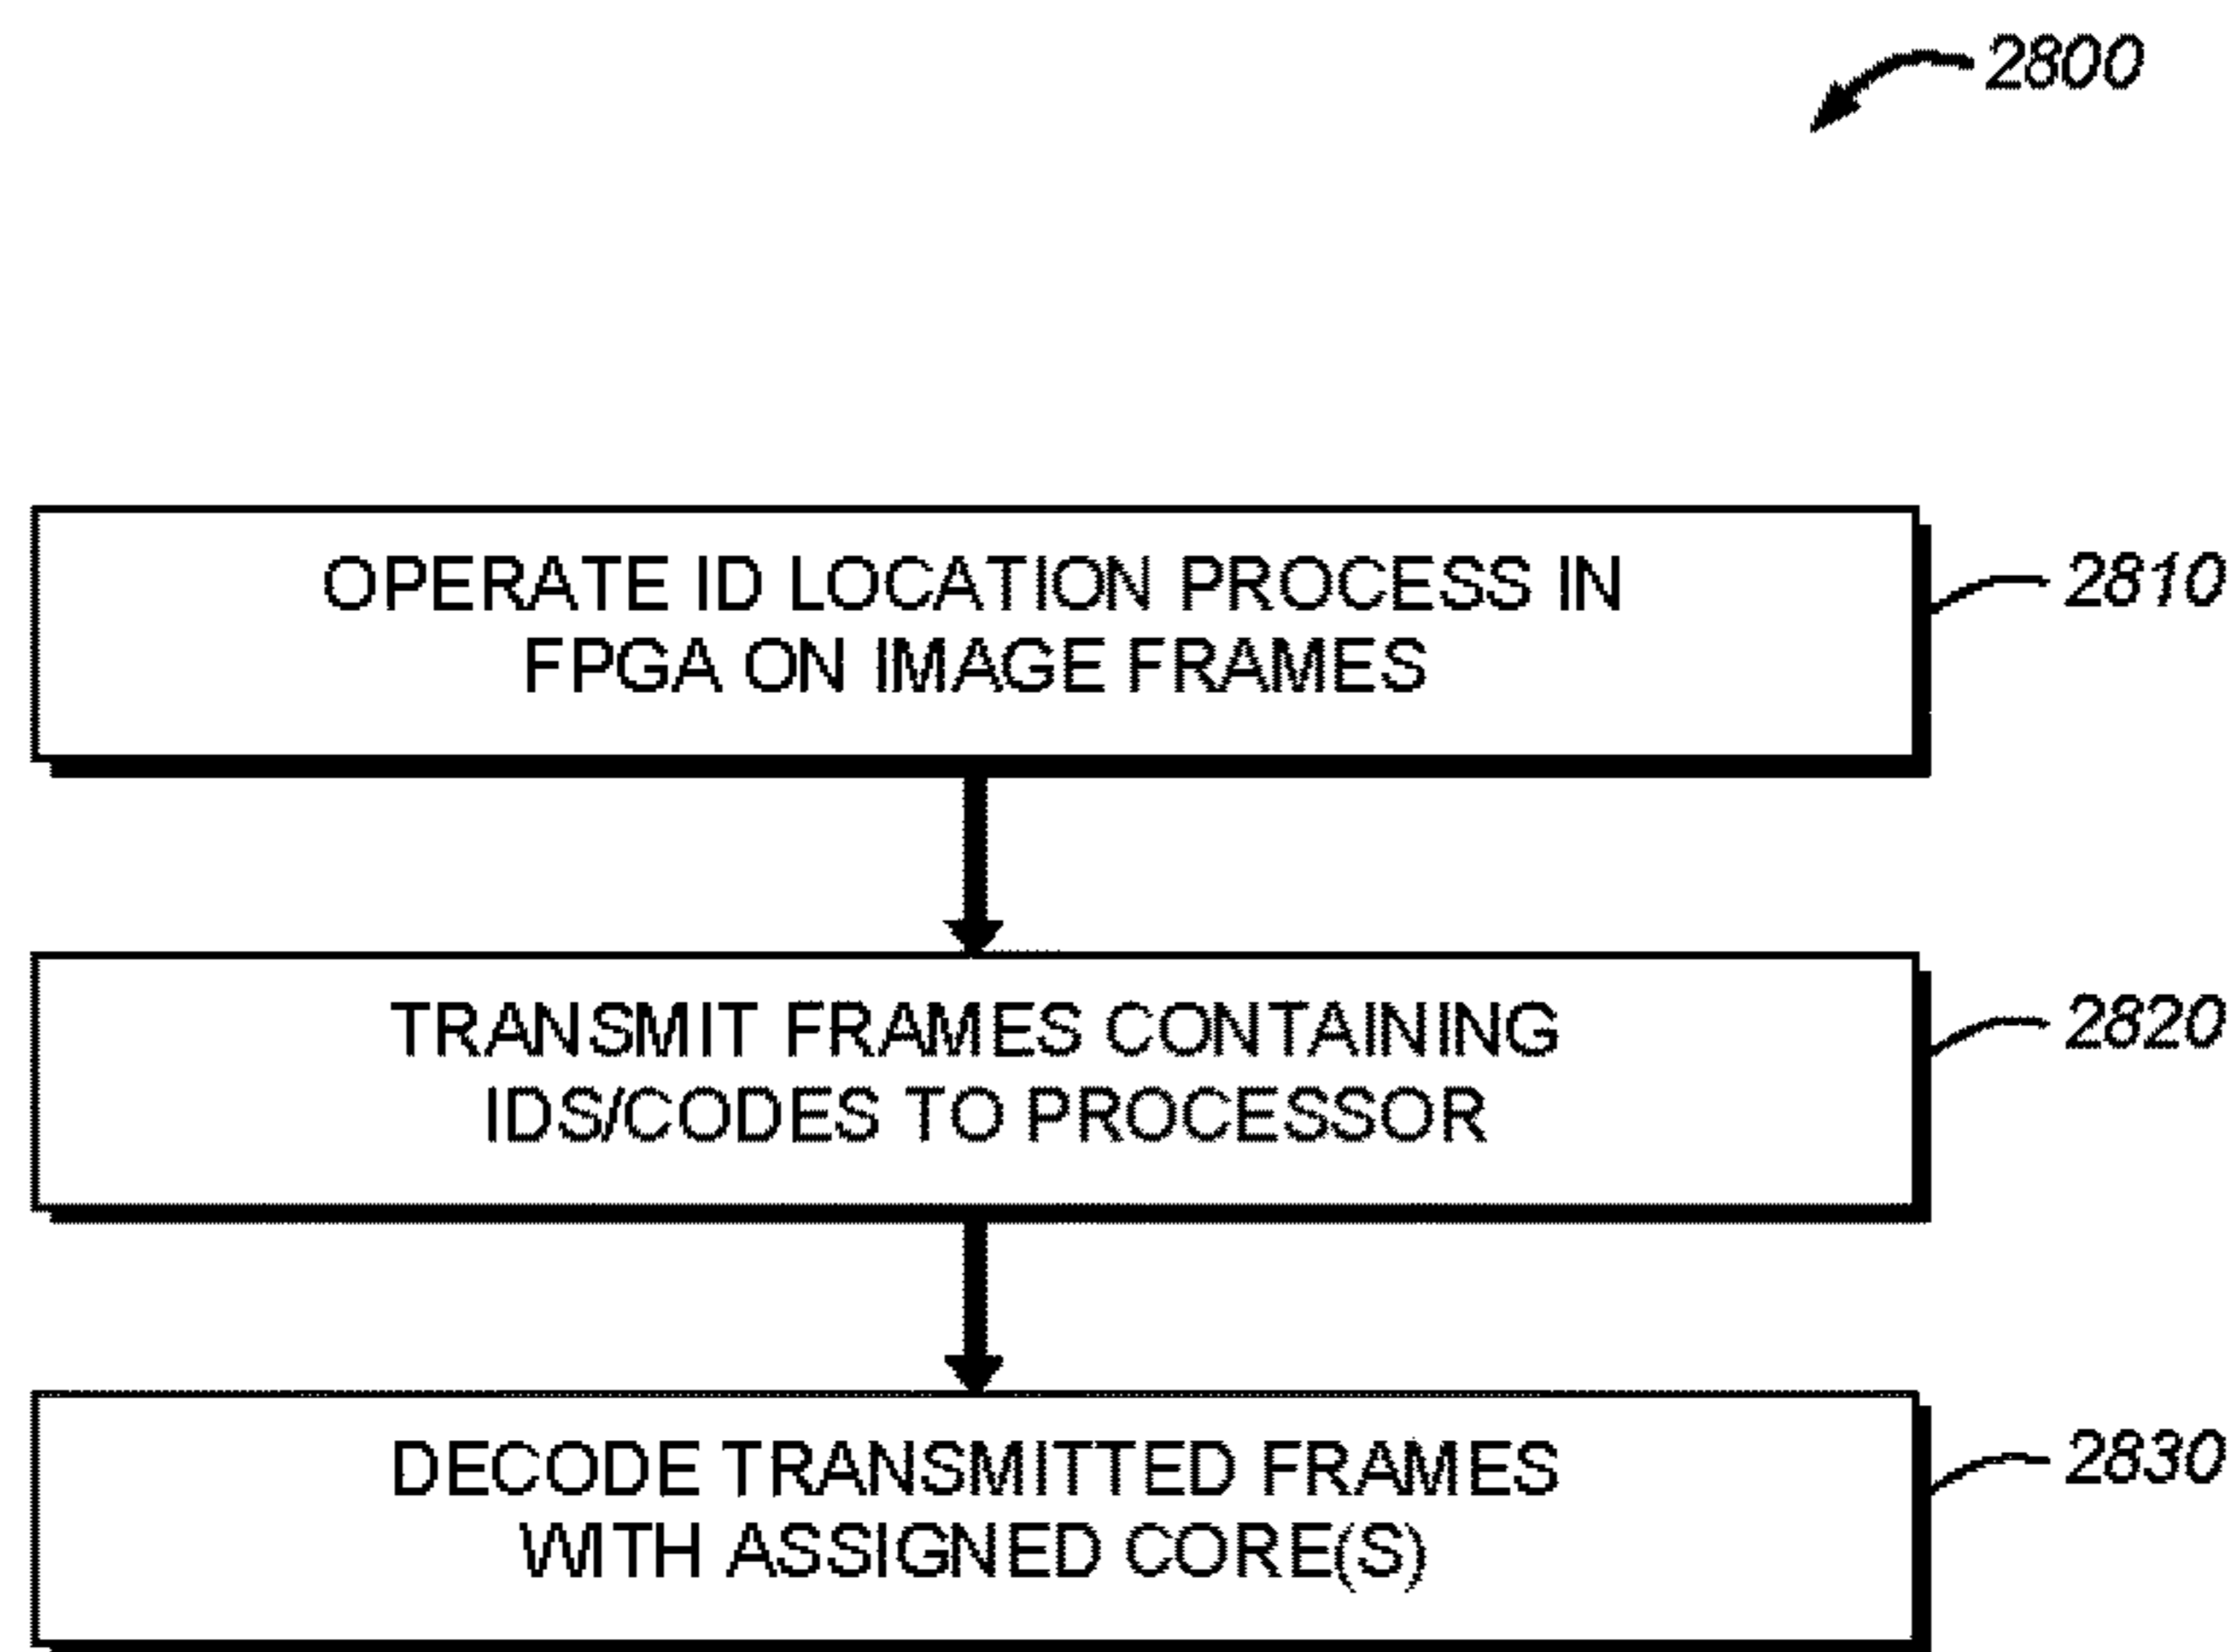 2800
OPERATE ID LOCATION PROCESS IN
FPGA ON IMAGE FRAMES
2810
TRANSMIT FRAMES CONTAINING
IDS/CODES TO PROCESSOR
2820
DECODE TRANSMITTED FRAMES
WITH ASSIGNED CORE(S)
2830